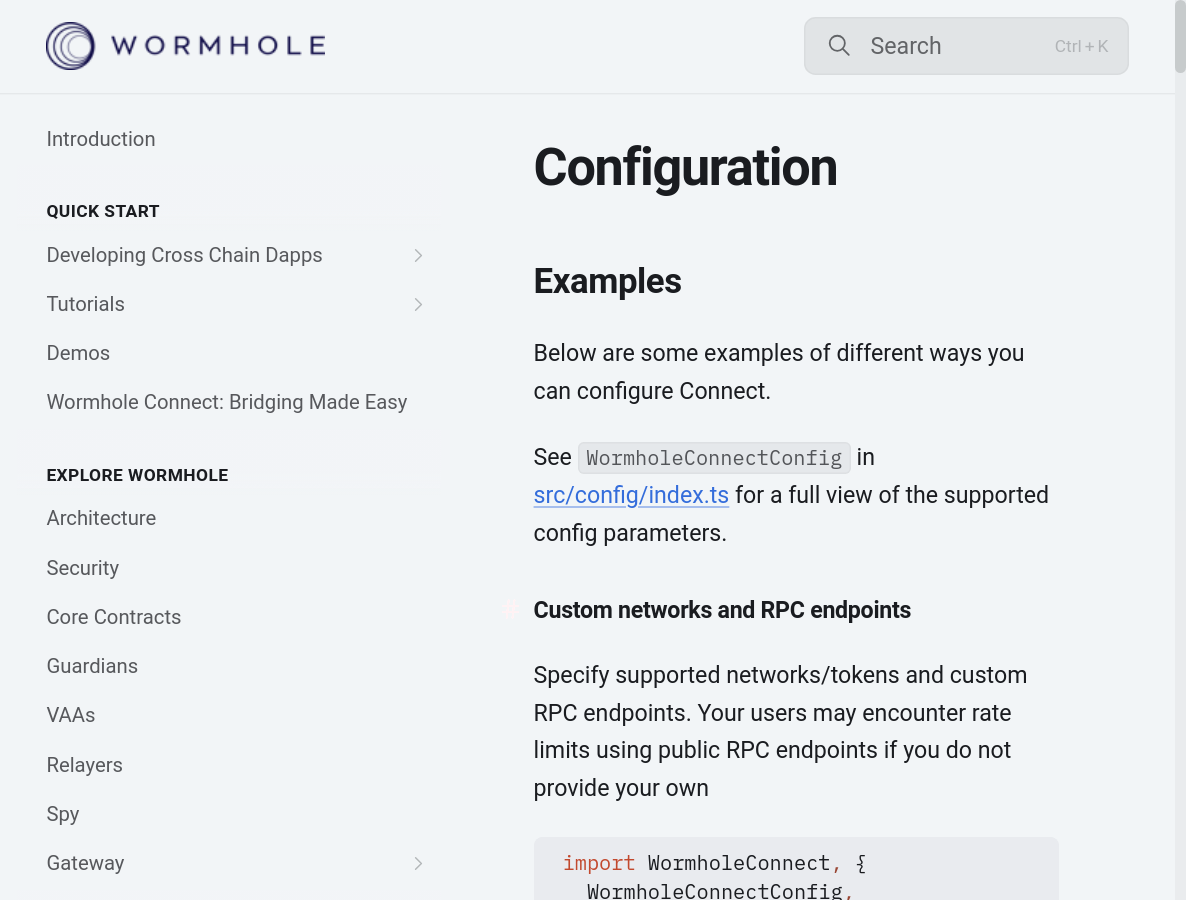 WORMHOLE
Search
Ctrl + K
Introduction
QUICK START
Developing Cross Chain Dapps
Tutorials
Demos
Wormhole Connect: Bridging Made Easy
EXPLORE WORMHOLE
Architecture
Security
Core Contracts
Guardians
VAAs
Relayers
Spy
Gateway
Configuration
Examples
Below are some examples of different ways you
can configure Connect.
See WormholeConnectConfig in
src/config/index.ts for a full view of the supported
config parameters.
# Custom networks and RPC endpoints
Specify supported networks/tokens and custom
RPC endpoints. Your users may encounter rate
limits using public RPC endpoints if you do not
provide your own
import WormholeConnect, {
WormholeConnectConfig,